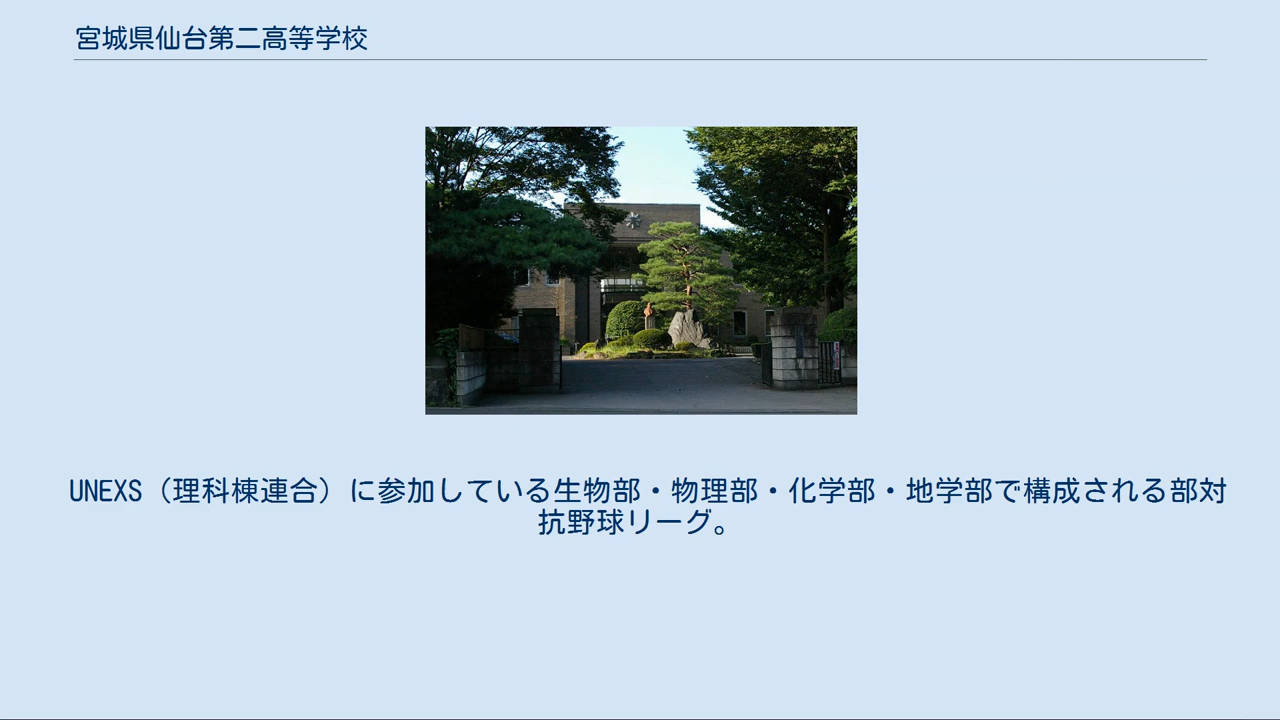 宮城県仙台第二高等学校
UNEXS（理科棟連合）に参加している生物部・物理部・化学部・地学部で構成される部対
抗野球リーグ。